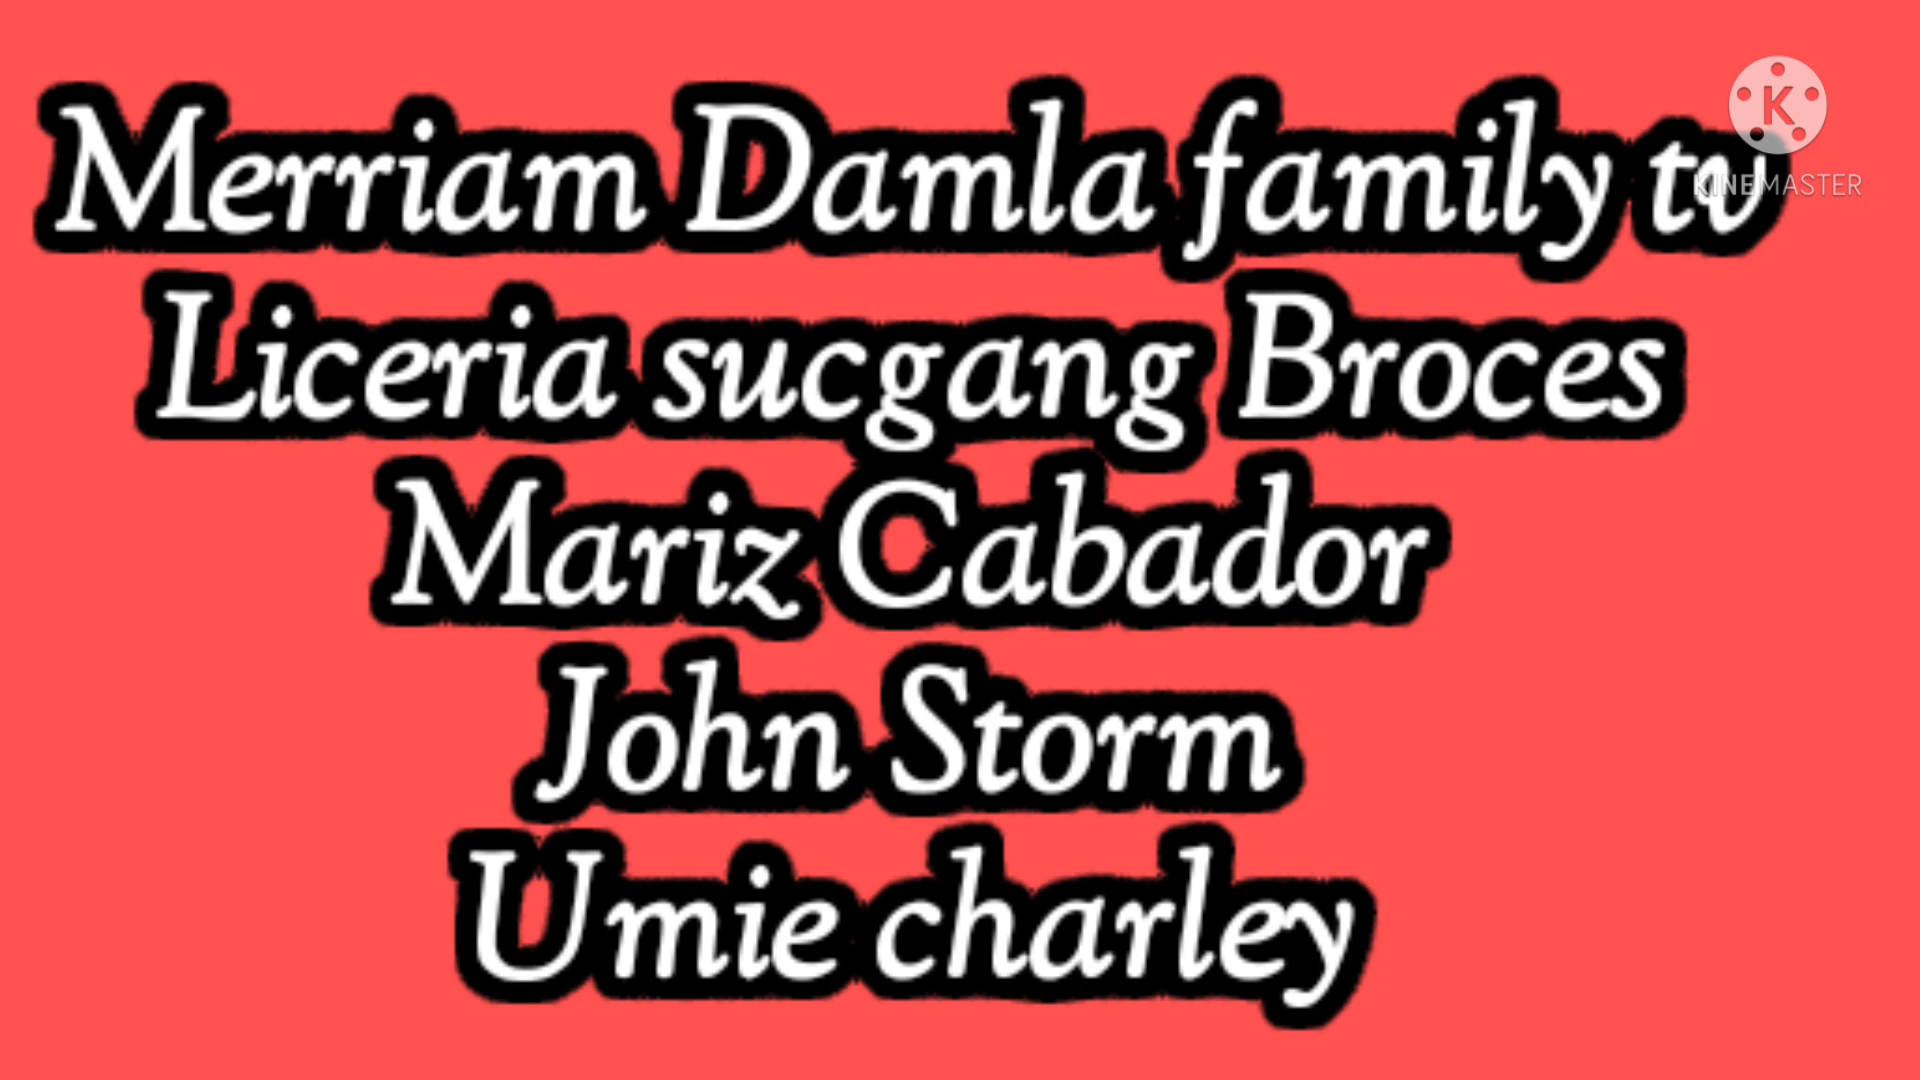 Merriam Damla family tv
K
KINEMASTER
Liceria sucgang Broces
Mariz Cabador
John Storm
Umie charley